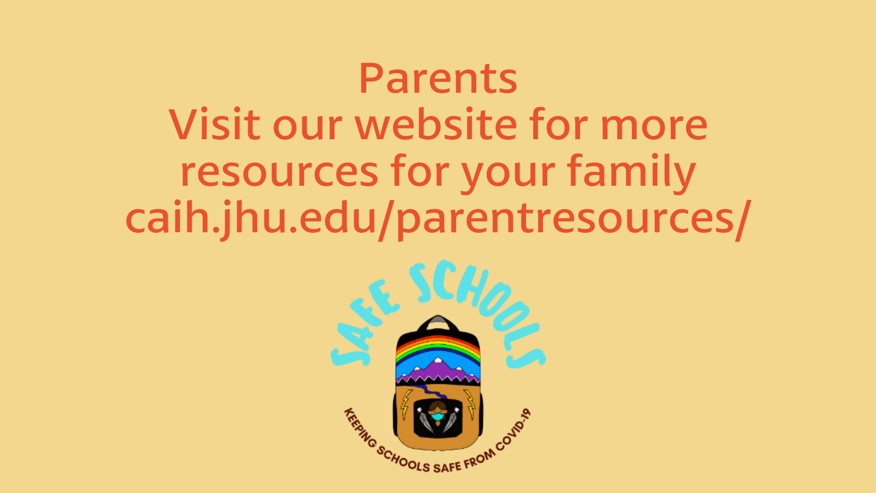 Parents
Visit our website for more
resources for your family
caih.jhu.edu/parentresources/
SAFE SCHOOLS
KEEPING SCHOOLS SAFE FROM COVID-19